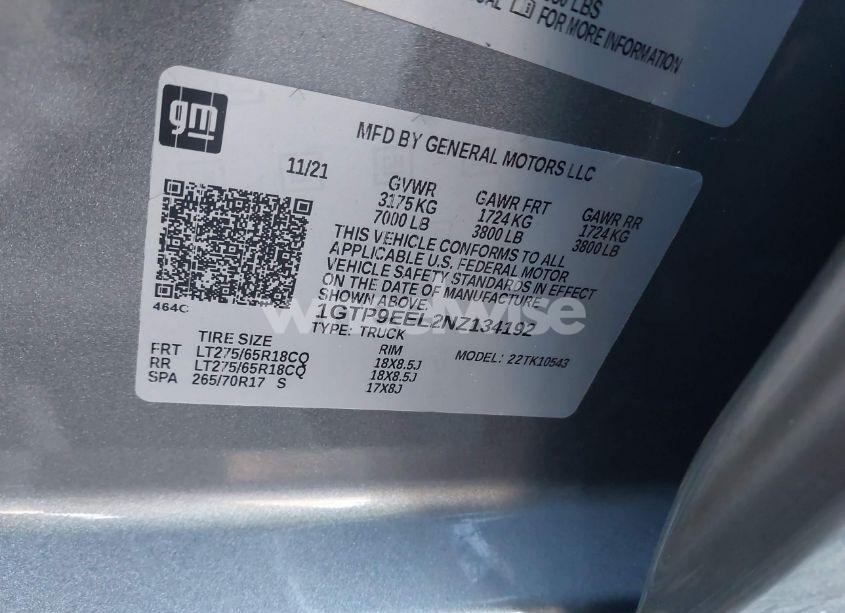 LBS
FOR MORE INFORMATION
gm
MFD BY GENERAL MOTORS LLC
11/21
GVWR GAWR FRT GAWR RR
3175 KG 1724 KG 1724 KG
7000 LB 3800 LB 3800 LB
THIS VEHICLE CONFORMS TO ALL
APPLICABLE U.S. FEDERAL MOTOR
VEHICLE SAFETY STANDARDS IN EFFECT
ON THE DATE OF MANUFACTURE
SHOWN ABOVE
464C
1GTP9EEL2NZ134192
TYPE: TRUCK
MODEL: 22TK10543
TIRE SIZE RIM
FRT LT275/65R18CQ 18X8.5J
RR LT275/65R18CQ 18X8.5J
SPA 265/70R17 S 17X8J